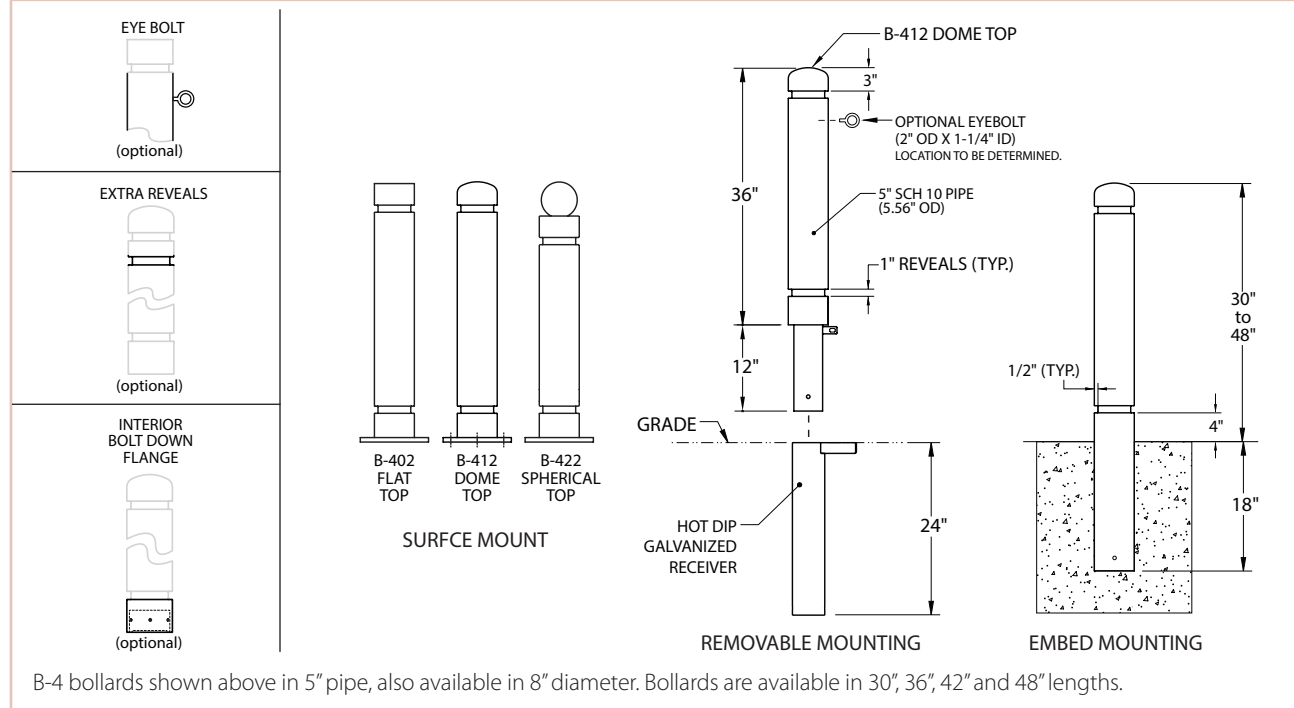 EYE BOLT
(optional)
EXTRA REVEALS
(optional)
INTERIOR
BOLT DOWN
FLANGE
(optional)
B-402
FLAT
TOP
B-412
DOME
TOP
B-422
SPHERICAL
TOP
SURFCE MOUNT
B-412 DOME TOP
3"
OPTIONAL EYEBOLT
(2" OD X 1-1/4" ID)
LOCATION TO BE DETERMINED.
36"
5" SCH 10 PIPE
(5.56" OD)
1" REVEALS (TYP.)
12"
GRADE
HOT DIP
GALVANIZED
RECEIVER
24"
REMOVABLE MOUNTING
30"
to
48"
1/2" (TYP.)
4"
18"
EMBED MOUNTING
B-4 bollards shown above in 5" pipe, also available in 8" diameter. Bollards are available in 30", 36", 42" and 48" lengths.